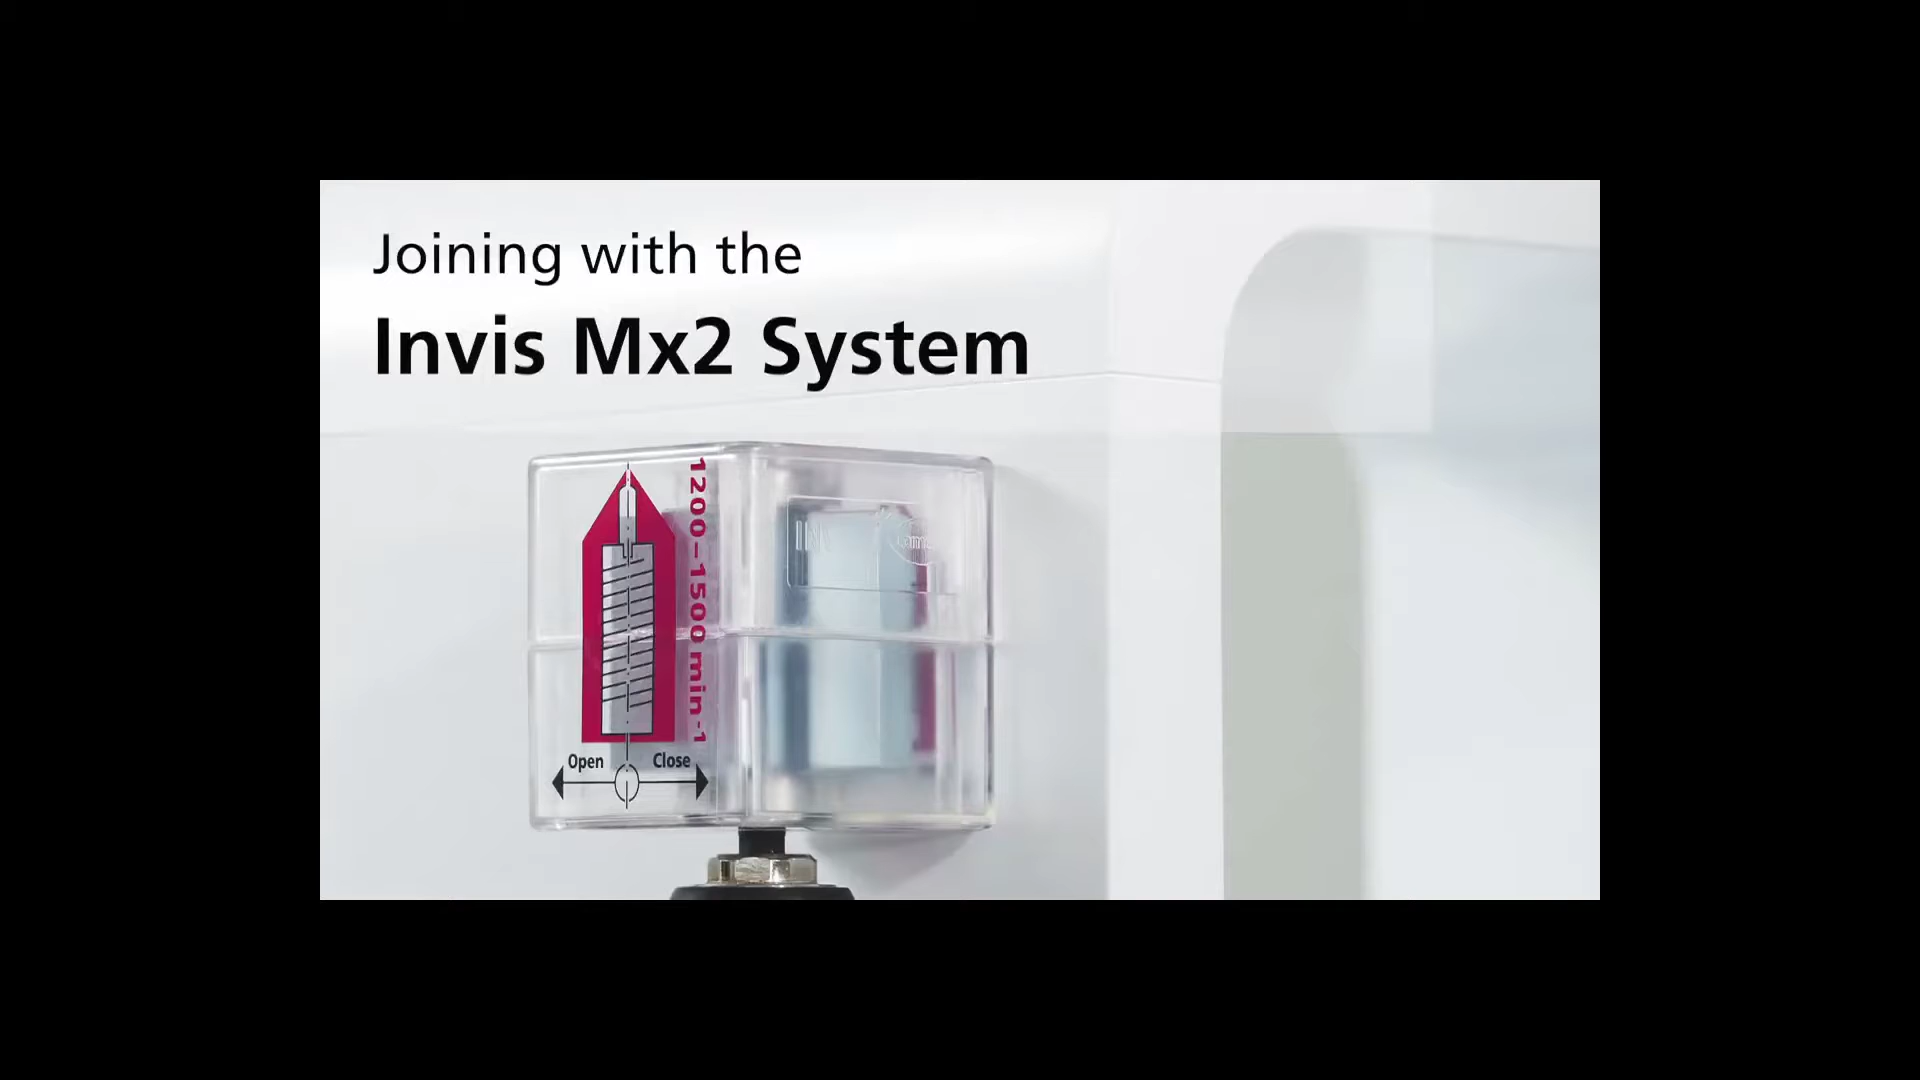 Joining with the
Invis Mx2 System
1200–1500 min-1
Open Close